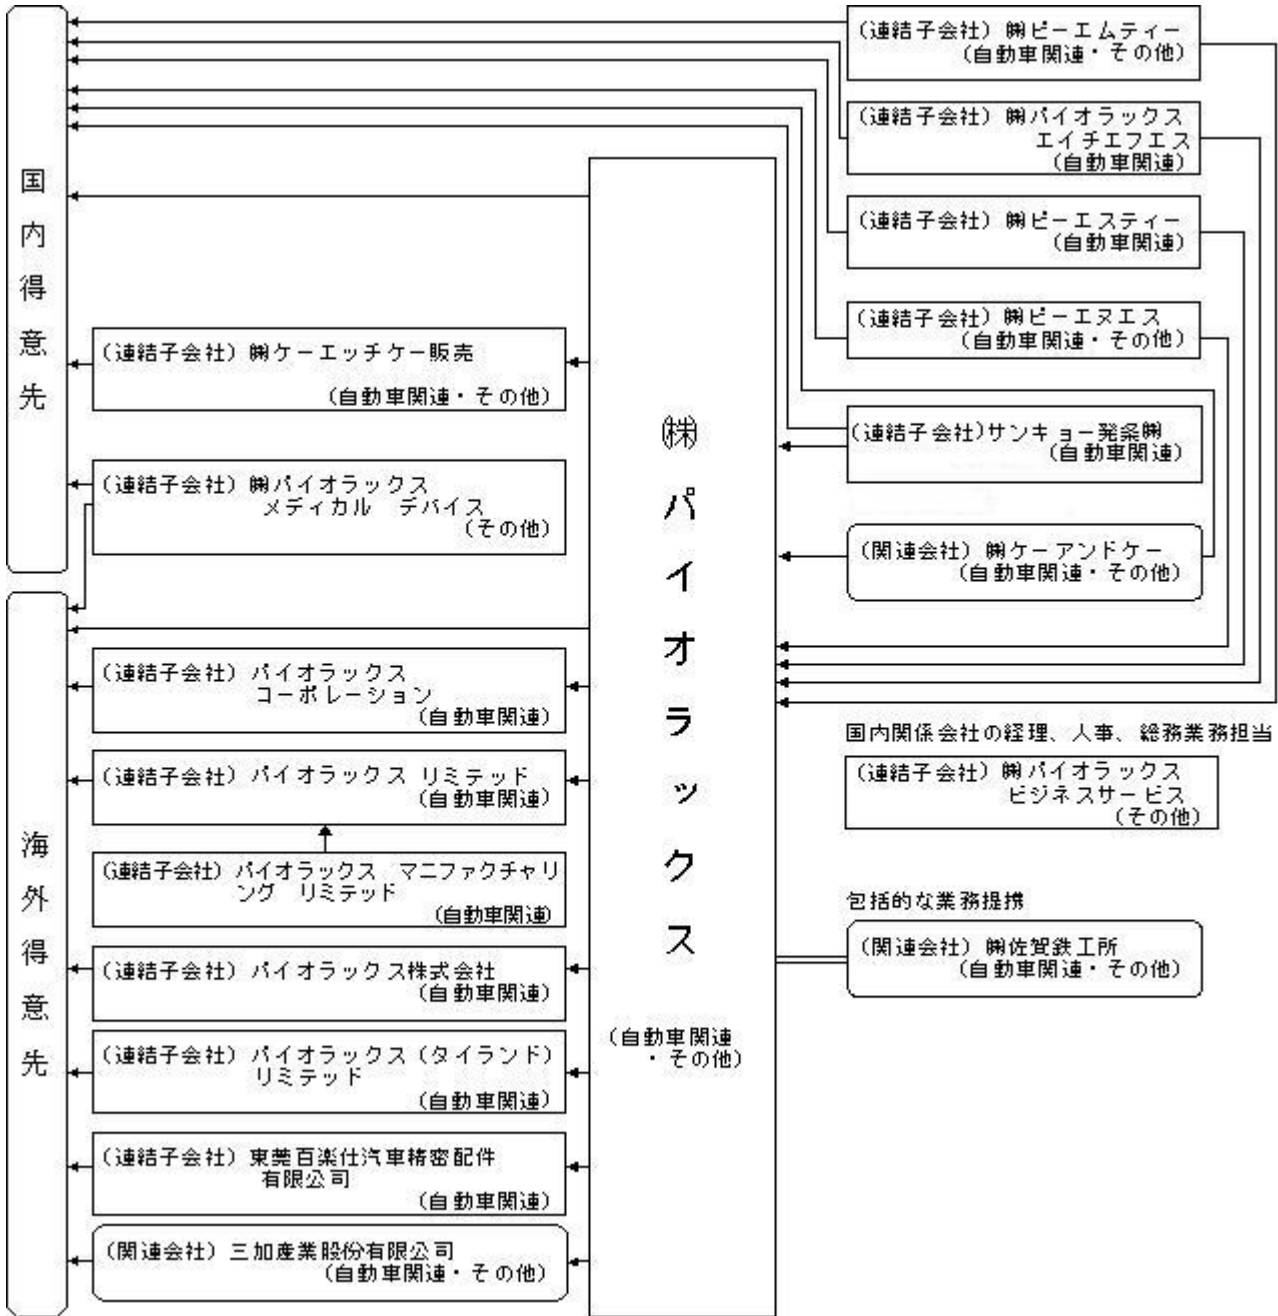 国内得意先
海外得意先
(連結子会社) ㈱ケーエッチケー販売
(自動車関連・その他)
(連結子会社) ㈱パイオラックス
メディカル デバイス
(その他)
(連結子会社) パイオラックス
コーポレーション
(自動車関連)
(連結子会社) パイオラックス リミテッド
(自動車関連)
(連結子会社) パイオラックス マニファクチャリ
ング リミテッド
(自動車関連)
(連結子会社) パイオラックス株式会社
(自動車関連)
(連結子会社) パイオラックス(タイランド)
リミテッド
(自動車関連)
(連結子会社) 東莞百楽仕汽車精密配件
有限公司
(自動車関連)
(関連会社) 三加産業股份有限公司
(自動車関連・その他)
㈱パイオラックス
(自動車関連
・その他)
(連結子会社) ㈱ピーエムティー
(自動車関連・その他)
(連結子会社) ㈱パイオラックス
エイチエフエス
(自動車関連)
(連結子会社) ㈱ピーエスティー
(自動車関連)
(連結子会社) ㈱ピーエヌエス
(自動車関連・その他)
(連結子会社)サンキョー発条㈱
(自動車関連)
(関連会社) ㈱ケーアンドケー
(自動車関連・その他)
国内関係会社の経理、人事、総務業務担当
(連結子会社) ㈱パイオラックス
ビジネスサービス
(その他)
包括的な業務提携
(関連会社) ㈱佐賀鉄工所
(自動車関連・その他)